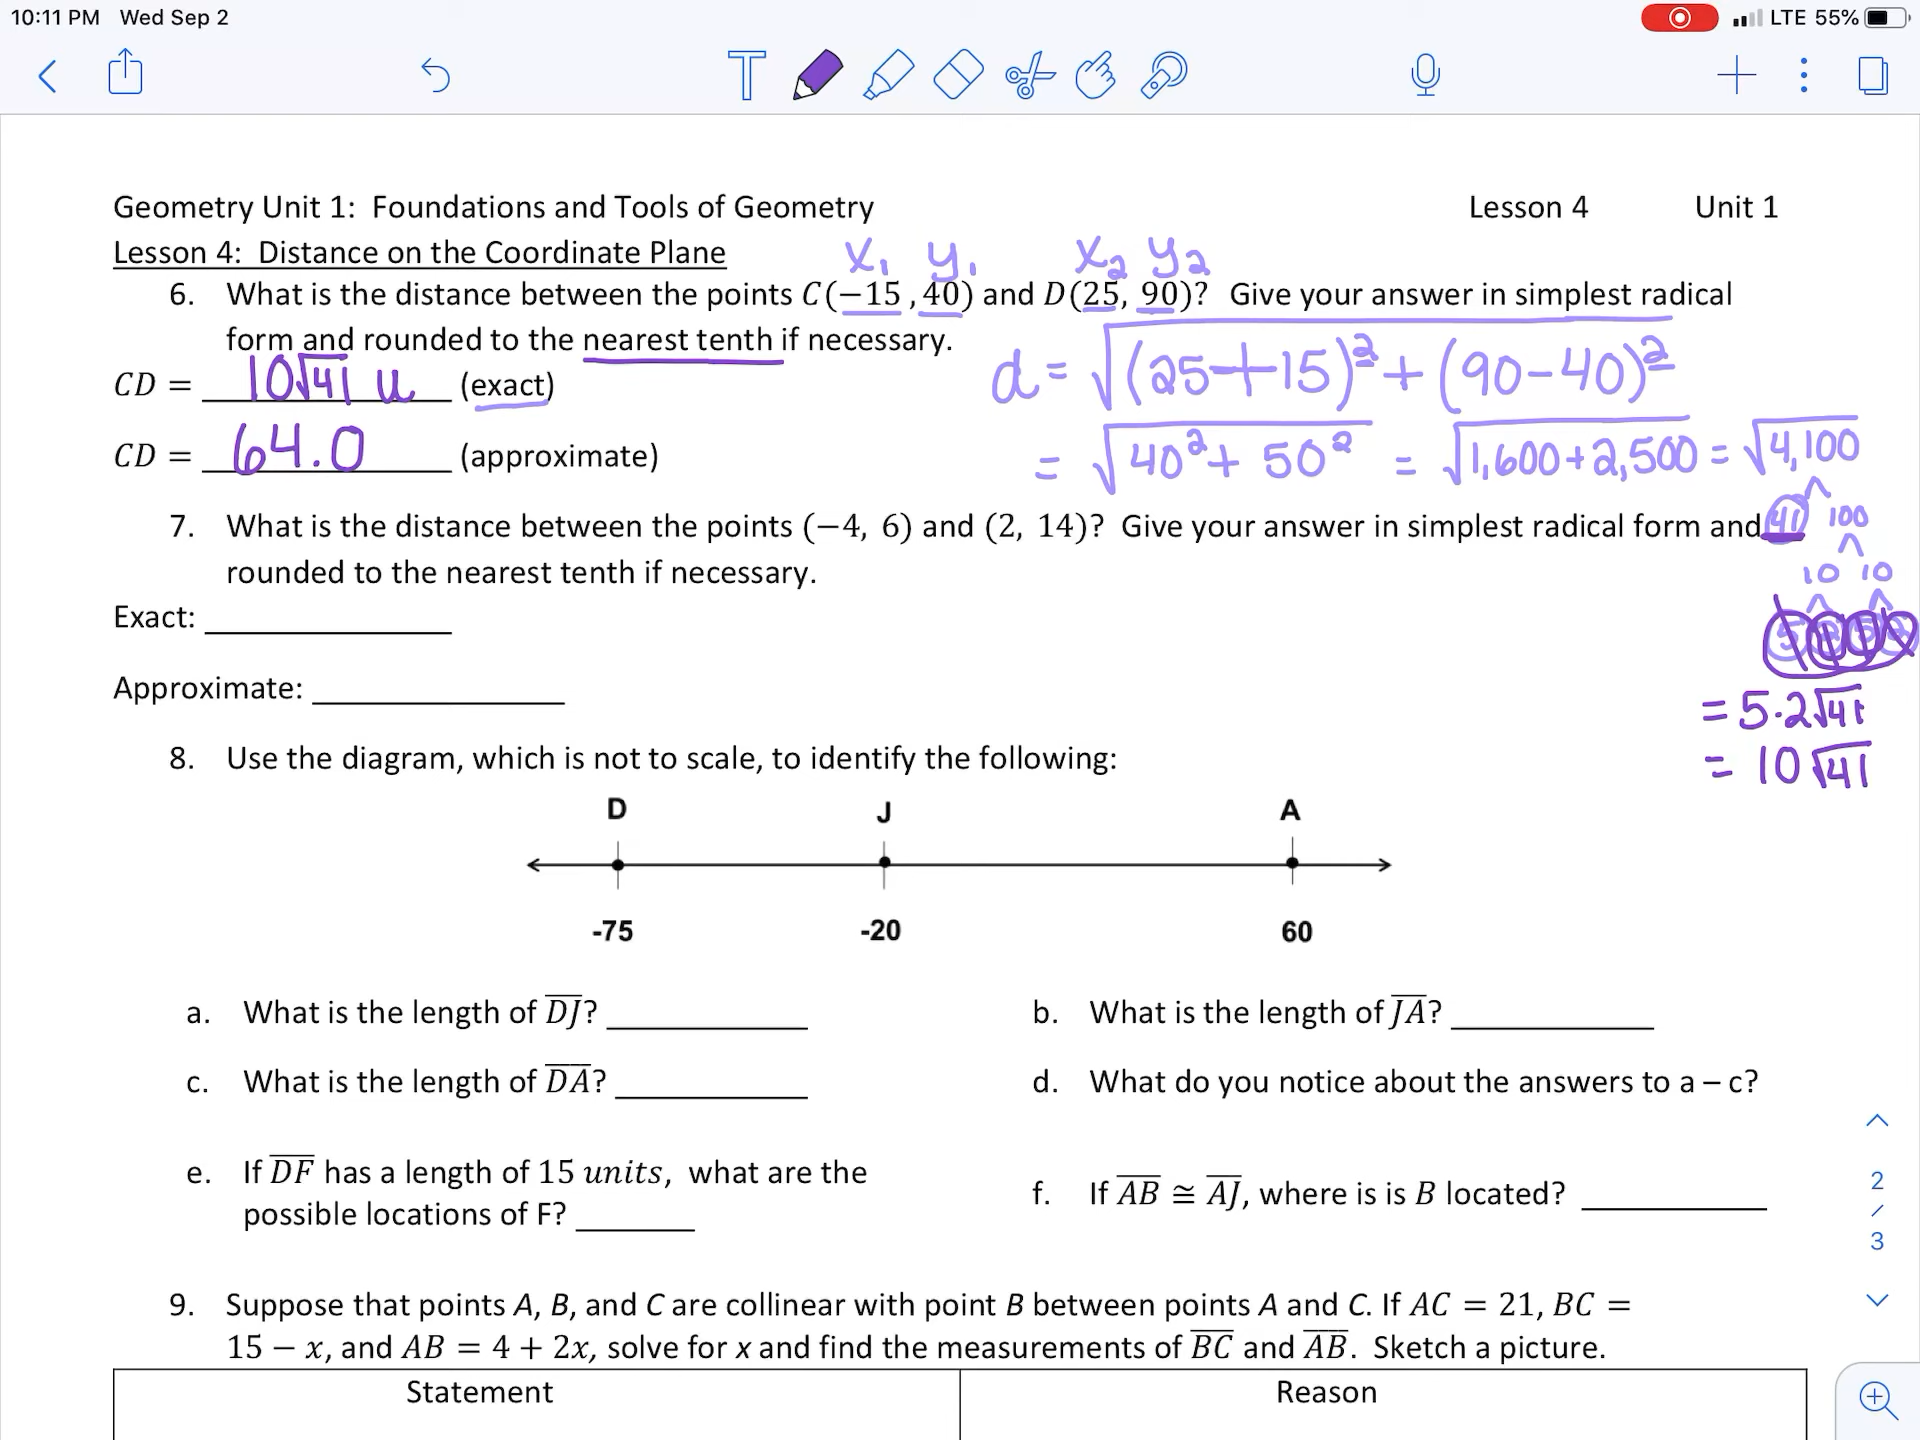 10:11 PM Wed Sep 2
LTE 55%
T
Geometry Unit 1: Foundations and Tools of Geometry Lesson 4 Unit 1
Lesson 4: Distance on the Coordinate Plane
x₁ y₁ x₂ y₂
6. What is the distance between the points C(−15 ,40) and D(25, 90)? Give your answer in simplest radical
form and rounded to the nearest tenth if necessary.
CD = 10√41 u (exact)
d = √(25+15)² + (90-40)²
CD = 64.0 (approximate)
= √40² + 50² = √1,600+2,500 = √4,100
41 100
10 10
5 2 5 2
= 5·2√41
= 10√41
7. What is the distance between the points (−4, 6) and (2, 14)? Give your answer in simplest radical form and
rounded to the nearest tenth if necessary.
Exact:
Approximate:
8. Use the diagram, which is not to scale, to identify the following:
D J A
-75 -20 60
a. What is the length of D̅J̅?
b. What is the length of J̅A̅?
c. What is the length of D̅A̅?
d. What do you notice about the answers to a – c?
e. If D̅F̅ has a length of 15 units, what are the
possible locations of F?
f. If A̅B̅ ≅ A̅J̅, where is is B located?
9. Suppose that points A, B, and C are collinear with point B between points A and C. If AC = 21, BC =
15 − x, and AB = 4 + 2x, solve for x and find the measurements of B̅C̅ and A̅B̅. Sketch a picture.
Statement Reason
2
/
3